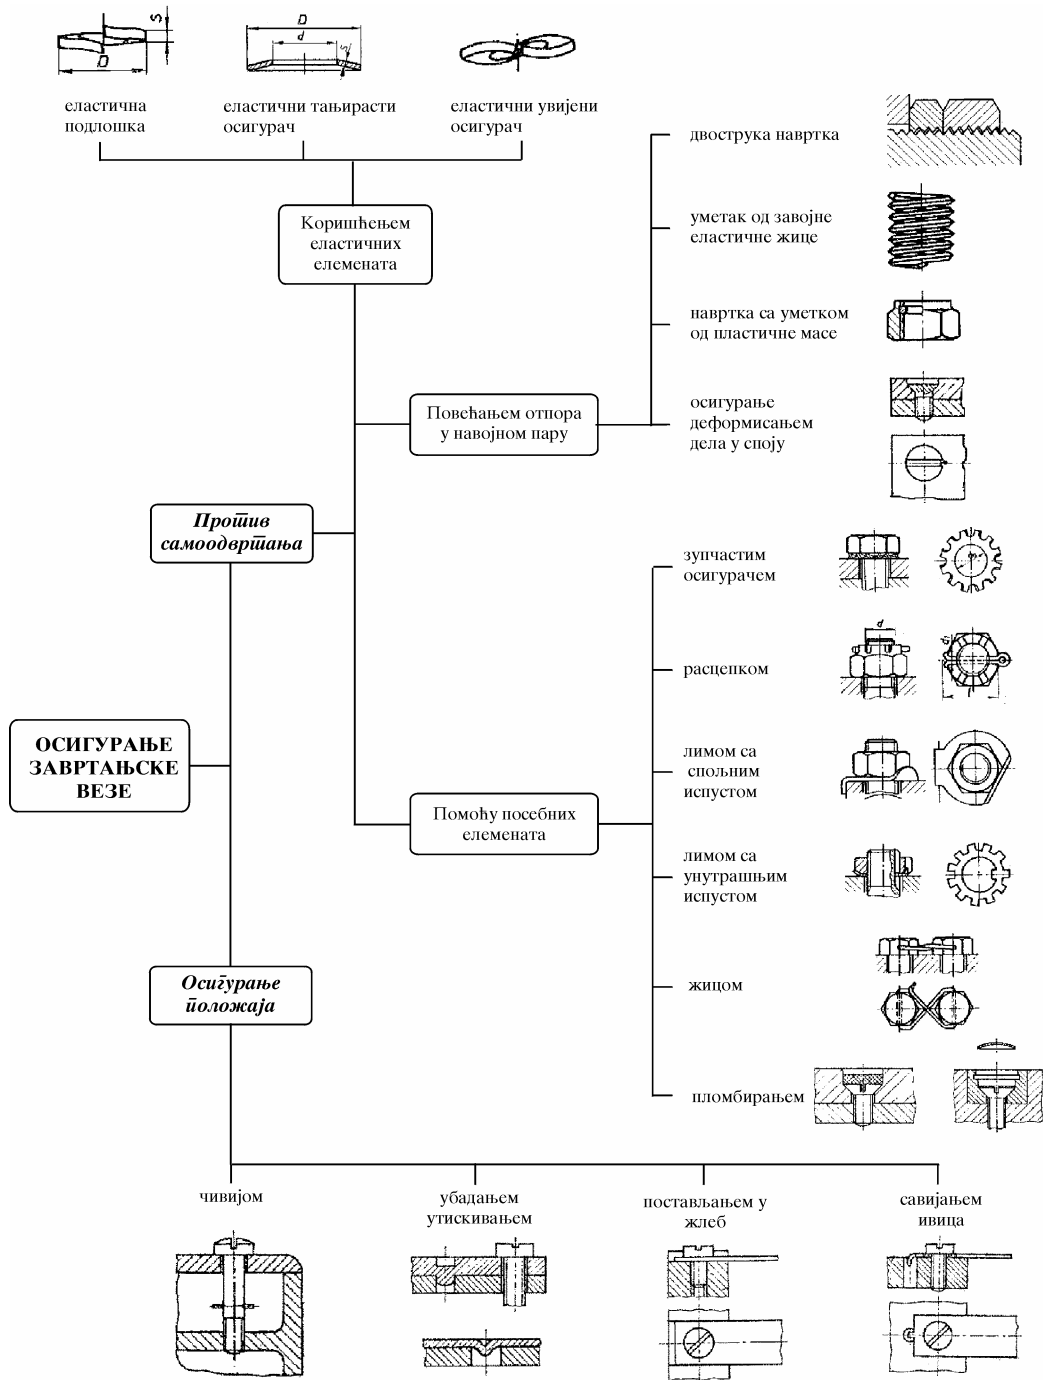 S
D
D
d
S
еластична
подлошка
еластични тањирасти
осигурач
еластични увијени
осигурач
Коришћењем
еластичних
елемената
двострука навртка
уметак од завојне
еластичне жице
навртка са уметком
од пластичне масе
осигурање
деформисањем
дела у споју
Повећањем отпора
у навојном пару
Против
самоодвртања
зупчастим
осигурачем
расцепком
d
d₁
l
лимом са
спољним
испустом
ОСИГУРАЊЕ
ЗАВРТАЊСКЕ
ВЕЗЕ
Помоћу посебних
елемената
лимом са
унутрашњим
испустом
Осигурање
положаја
жицом
пломбирањем
чивијом
убадањем
утискивањем
постављањем у
жлеб
савијањем
ивица